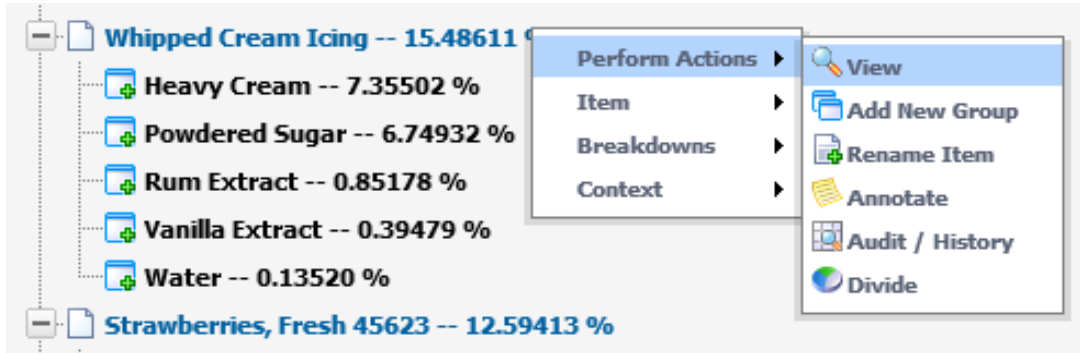 Whipped Cream Icing -- 15.48611
Heavy Cream -- 7.35502 %
Powdered Sugar -- 6.74932 %
Rum Extract -- 0.85178 %
Vanilla Extract -- 0.39479 %
Water -- 0.13520 %
Strawberries, Fresh 45623 -- 12.59413 %
Perform Actions
Item
Breakdowns
Context
View
Add New Group
Rename Item
Annotate
Audit / History
Divide